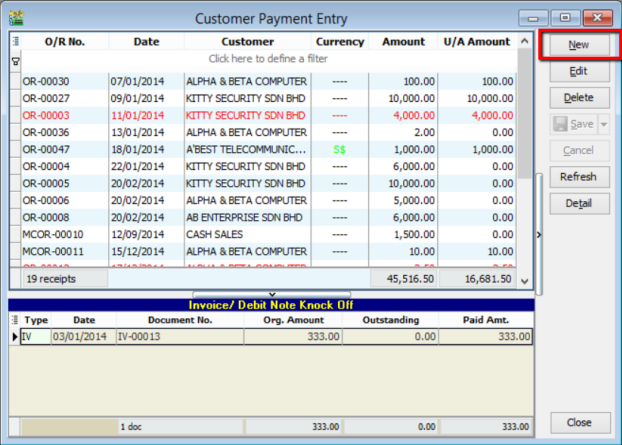 Customer Payment Entry
O/R No. Date Customer Currency Amount U/A Amount
Click here to define a filter
OR-00030 07/01/2014 ALPHA & BETA COMPUTER ---- 100.00 100.00
OR-00027 09/01/2014 KITTY SECURITY SDN BHD ---- 10,000.00 10,000.00
OR-00003 11/01/2014 KITTY SECURITY SDN BHD ---- 4,000.00 4,000.00
OR-00036 13/01/2014 ALPHA & BETA COMPUTER ---- 2.00 0.00
OR-00047 18/01/2014 A'BEST TELECOMMUNIC... S$ 1,000.00 1,000.00
OR-00004 22/01/2014 KITTY SECURITY SDN BHD ---- 6,000.00 0.00
OR-00005 20/02/2014 KITTY SECURITY SDN BHD ---- 10,000.00 0.00
OR-00006 20/02/2014 ALPHA & BETA COMPUTER ---- 5,000.00 0.00
OR-00008 20/02/2014 AB ENTERPRISE SDN BHD ---- 6,000.00 0.00
MCOR-00010 12/09/2014 CASH SALES ---- 1,500.00 0.00
MCOR-00011 15/12/2014 ALPHA & BETA COMPUTER ---- 10.00 10.00
19 receipts 45,516.50 16,681.50
New
Edit
Delete
Save
Cancel
Refresh
Detail
Invoice/ Debit Note Knock Off
Type Date Document No. Org. Amount Outstanding Paid Amt.
IV 03/01/2014 IV-00013 333.00 0.00 333.00
1 doc 333.00 0.00 333.00
Close